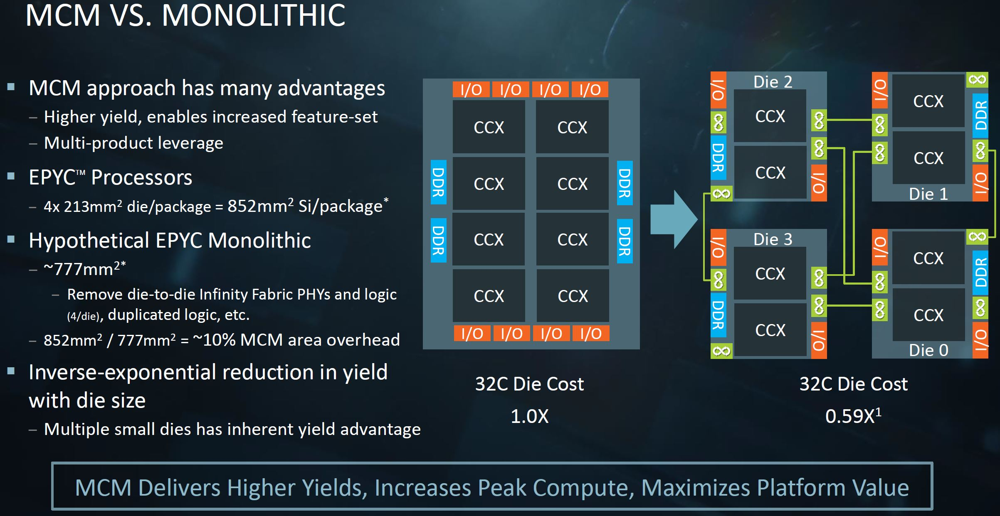 MCM VS. MONOLITHIC
▪ MCM approach has many advantages
– Higher yield, enables increased feature-set
– Multi-product leverage
▪ EPYC™ Processors
– 4x 213mm² die/package = 852mm² Si/package*
▪ Hypothetical EPYC Monolithic
– ~777mm²*
– Remove die-to-die Infinity Fabric PHYs and logic
(4/die), duplicated logic, etc.
– 852mm² / 777mm² = ~10% MCM area overhead
▪ Inverse-exponential reduction in yield
with die size
– Multiple small dies has inherent yield advantage
I/O I/O I/O I/O
CCX CCX
DDR CCX CCX DDR
DDR CCX CCX DDR
CCX CCX
I/O I/O I/O I/O
32C Die Cost
1.0X
I/O Die 2
CCX
DDR
CCX
I/O
I/O
CCX
DDR
CCX
I/O
Die 1
I/O Die 3
CCX
DDR
CCX
I/O
I/O
CCX
DDR
CCX
I/O
Die 0
32C Die Cost
0.59X¹
MCM Delivers Higher Yields, Increases Peak Compute, Maximizes Platform Value